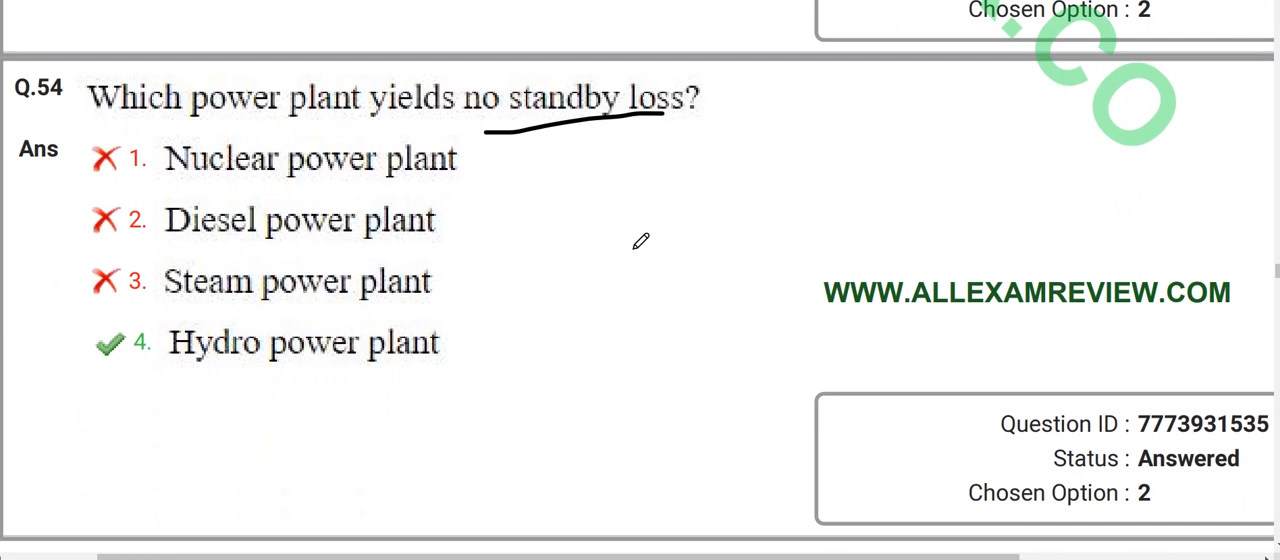 Chosen Option : 2
.CO
Q.54 Which power plant yields no standby loss?
Ans 1. Nuclear power plant
2. Diesel power plant
3. Steam power plant
4. Hydro power plant
WWW.ALLEXAMREVIEW.COM
Question ID : 7773931535
Status : Answered
Chosen Option : 2